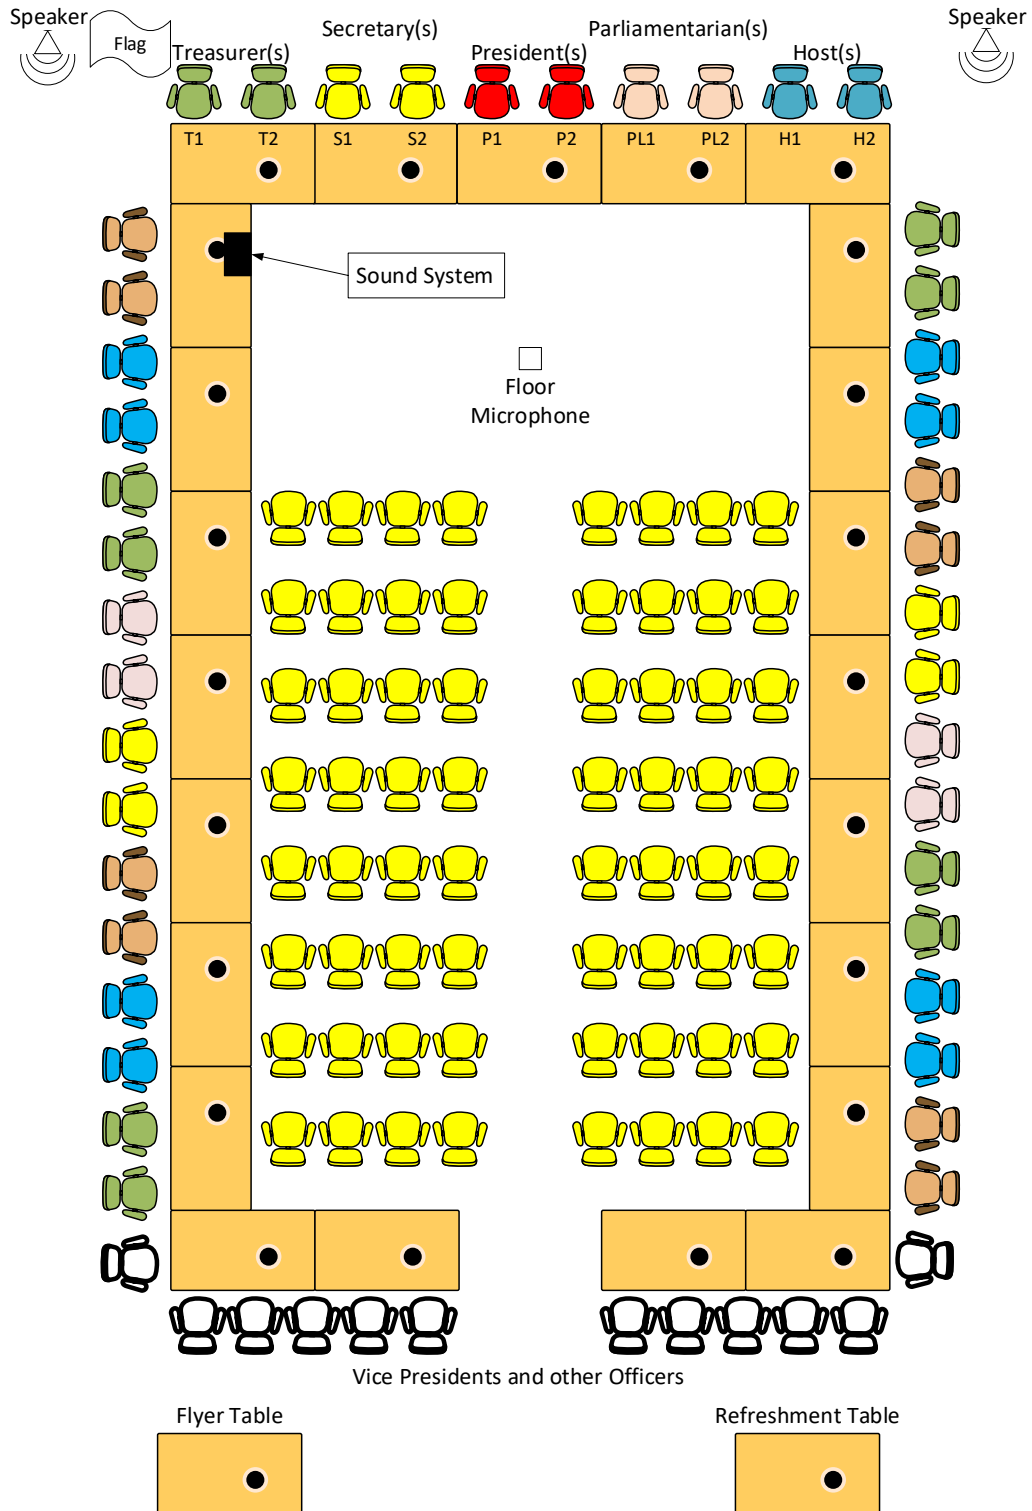 Speaker
Flag
Treasurer(s)
Secretary(s)
President(s)
Parliamentarian(s)
Host(s)
Speaker
T1 T2 S1 S2 P1 P2 PL1 PL2 H1 H2
Sound System
Floor
Microphone
Vice Presidents and other Officers
Flyer Table
Refreshment Table